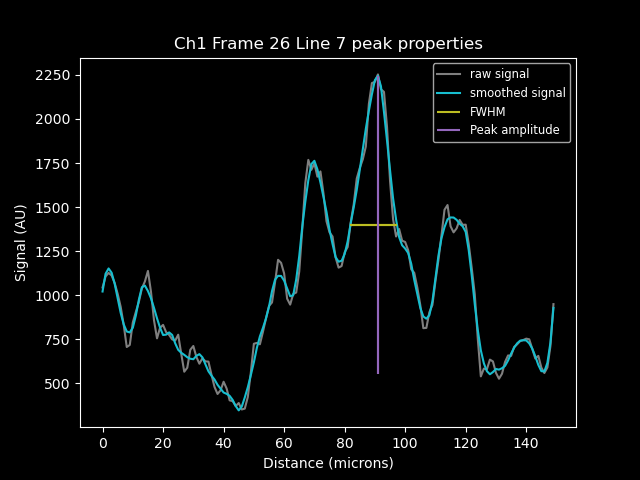 Ch1 Frame 26 Line 7 peak properties
raw signal
smoothed signal
FWHM
Peak amplitude
Signal (AU)
2250
2000
1750
1500
1250
1000
750
500
0 20 40 60 80 100 120 140
Distance (microns)